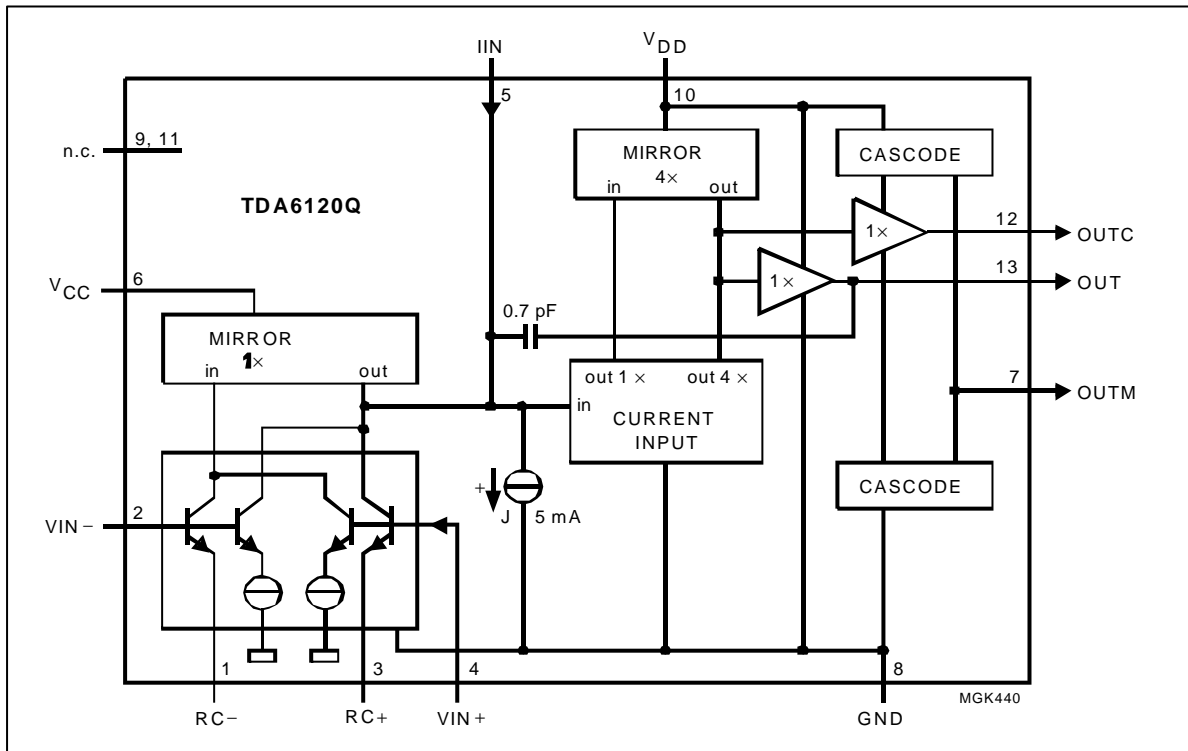 IIN
VDD
5
10
n.c.
9, 11
MIRROR
4×
in
out
CASCODE
TDA6120Q
1×
12
OUTC
VCC
6
1×
13
OUT
0.7 pF
MIRROR
1×
in
out
out 1 ×
out 4 ×
7
OUTM
in
CURRENT
INPUT
CASCODE
+
J
5 mA
VIN−
2
1
3
4
8
MGK440
RC−
RC+
VIN+
GND